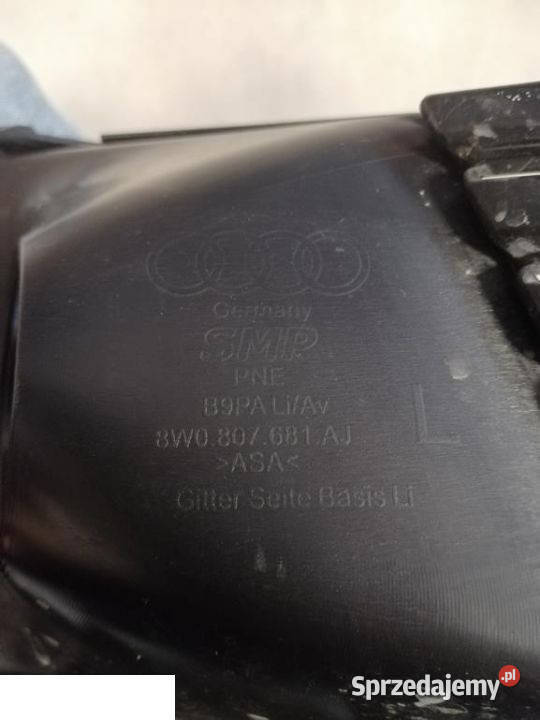 Germany
SMP
PNE
B9PA Li/Av
8W0.807.681.AJ
L
>ASA<
Gitter Seite Basis Li
Sprzedajemy.pl